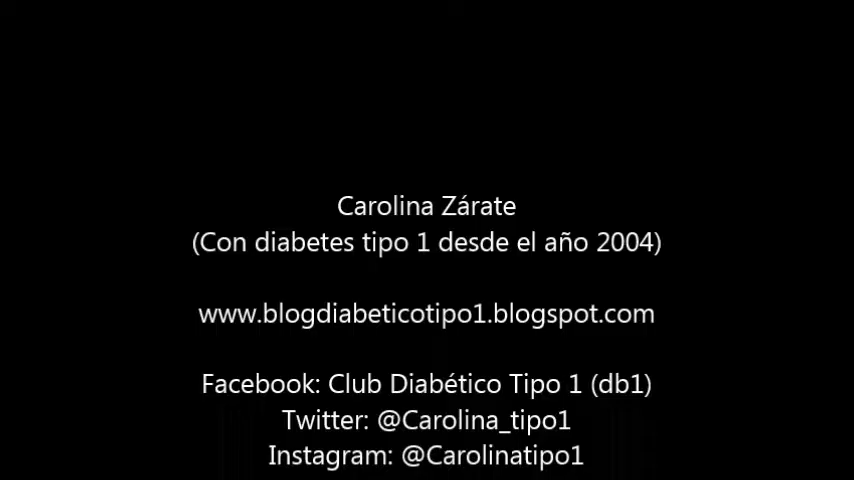 Carolina Zárate
(Con diabetes tipo 1 desde el año 2004)
www.blogdiabeticotipo1.blogspot.com
Facebook: Club Diabético Tipo 1 (db1)
Twitter: @Carolina_tipo1
Instagram: @Carolinatipo1